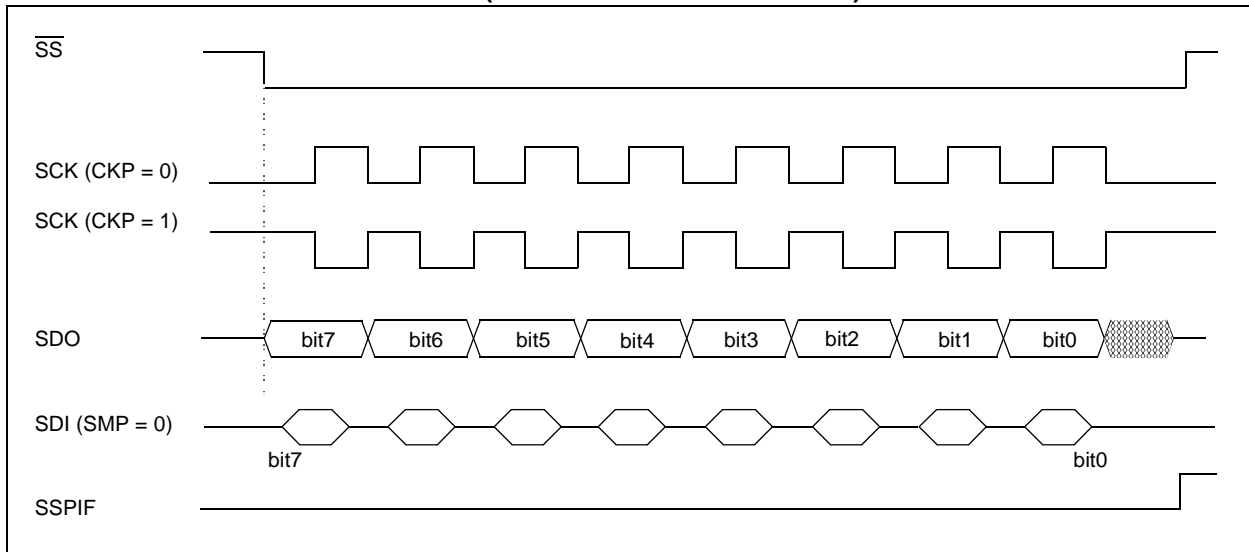 SS
SCK (CKP = 0)
SCK (CKP = 1)
SDO
bit7 bit6 bit5 bit4 bit3 bit2 bit1 bit0
SDI (SMP = 0)
bit7 bit0
SSPIF